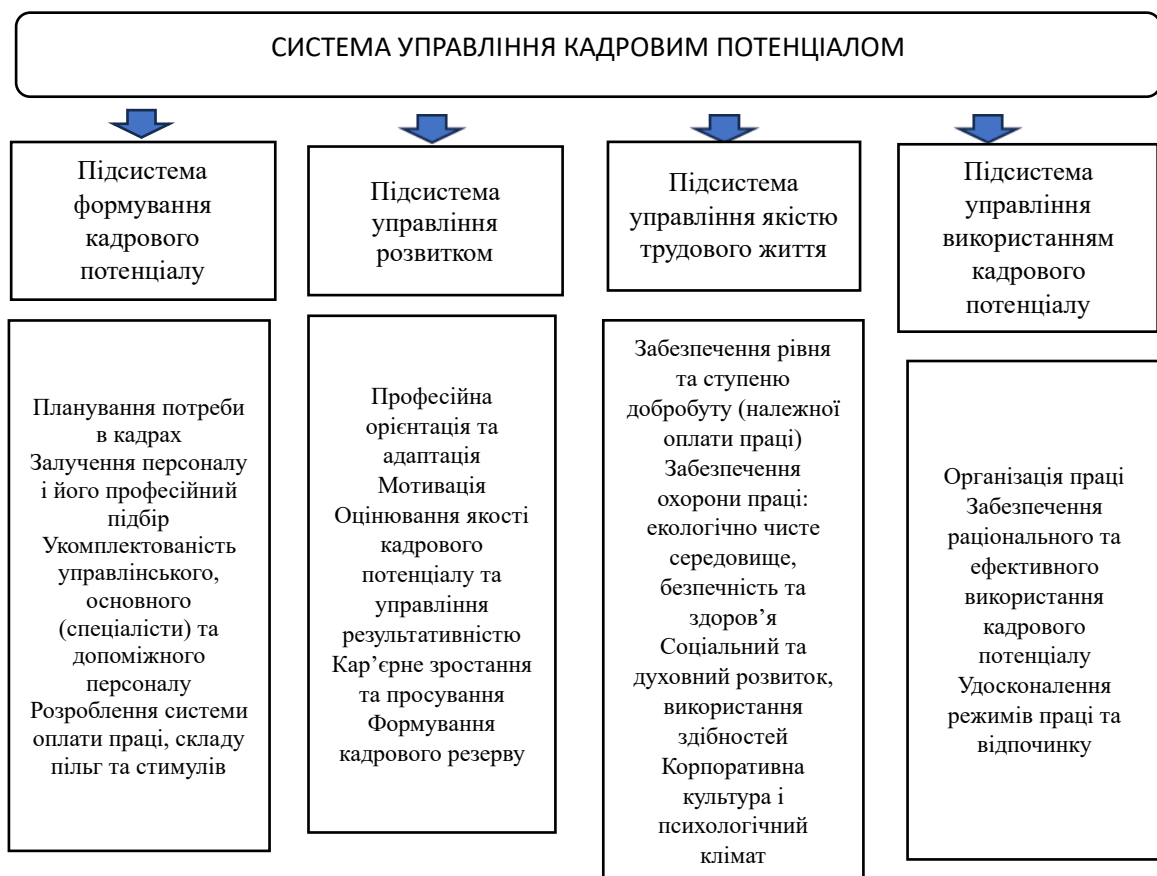 СИСТЕМА УПРАВЛІННЯ КАДРОВИМ ПОТЕНЦІАЛОМ
Підсистема
формування
кадрового
потенціалу
Підсистема
управління
розвитком
Підсистема
управління якістю
трудового життя
Підсистема
управління
використанням
кадрового
потенціалу
Планування потреби
в кадрах
Залучення персоналу
і його професійний
підбір
Укомплектованість
управлінського,
основного
(спеціалісти) та
допоміжного
персоналу
Розроблення системи
оплати праці, складу
пільг та стимулів
Професійна
орієнтація та
адаптація
Мотивація
Оцінювання якості
кадрового
потенціалу та
управління
результативністю
Кар’єрне зростання
та просування
Формування
кадрового резерву
Забезпечення рівня
та ступеню
добробуту (належної
оплати праці)
Забезпечення
охорони праці:
екологічно чисте
середовище,
безпечність та
здоров’я
Соціальний та
духовний розвиток,
використання
здібностей
Корпоративна
культура і
психологічний
клімат
Організація праці
Забезпечення
раціонального та
ефективного
використання
кадрового
потенціалу
Удосконалення
режимів праці та
відпочинку